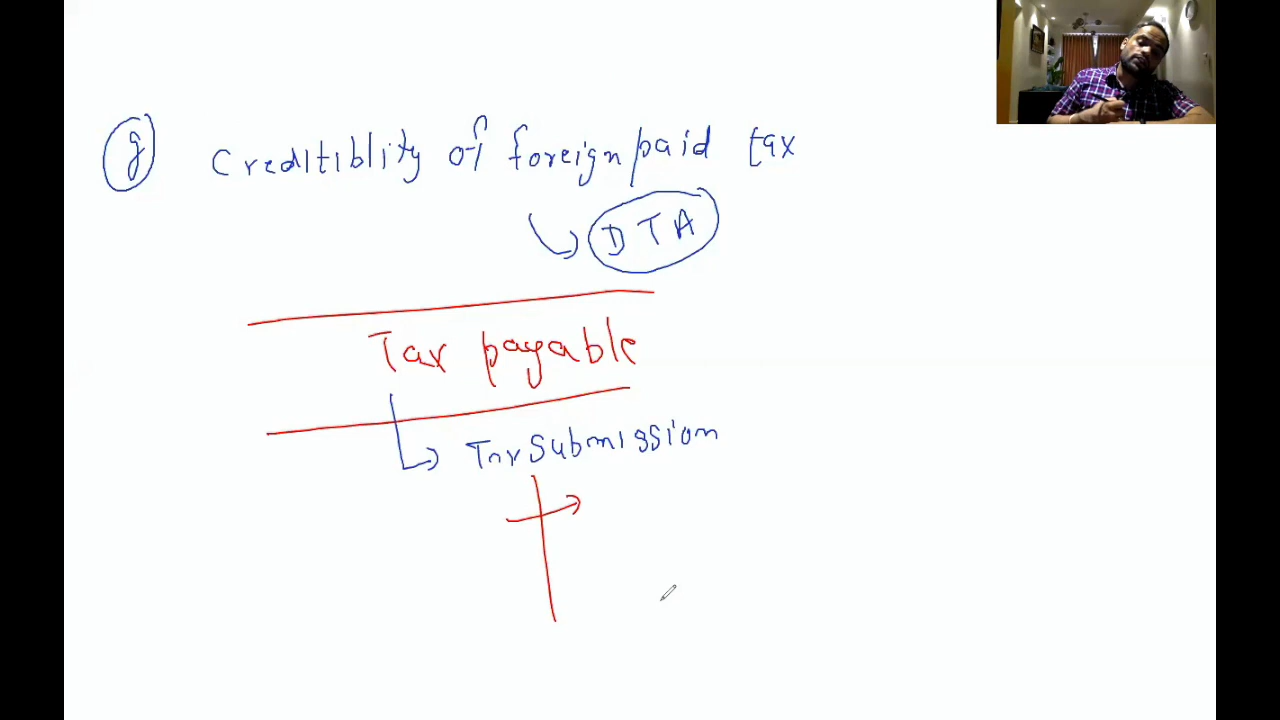 g creditiblity of foreign paid tax
DTA
Tax payable
Tax Submission